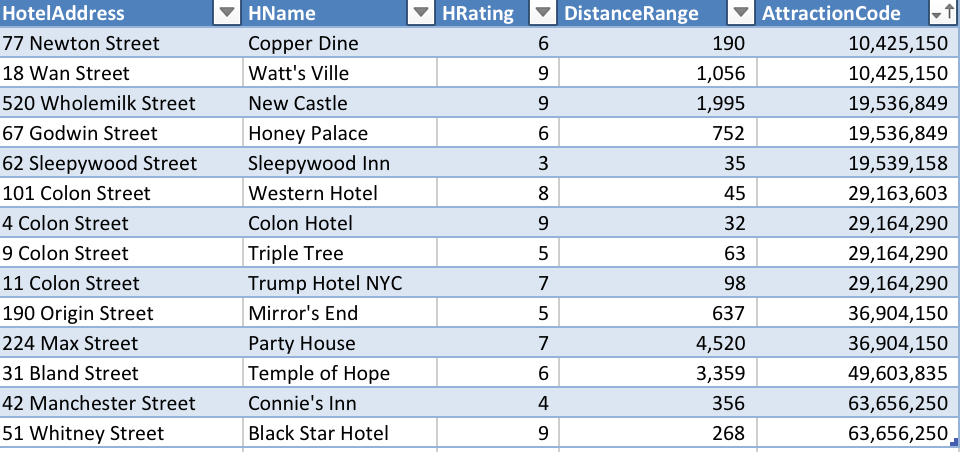 HotelAddress HName HRating DistanceRange AttractionCode
77 Newton Street Copper Dine 6 190 10,425,150
18 Wan Street Watt's Ville 9 1,056 10,425,150
520 Wholemilk Street New Castle 9 1,995 19,536,849
67 Godwin Street Honey Palace 6 752 19,536,849
62 Sleepywood Street Sleepywood Inn 3 35 19,539,158
101 Colon Street Western Hotel 8 45 29,163,603
4 Colon Street Colon Hotel 9 32 29,164,290
9 Colon Street Triple Tree 5 63 29,164,290
11 Colon Street Trump Hotel NYC 7 98 29,164,290
190 Origin Street Mirror's End 5 637 36,904,150
224 Max Street Party House 7 4,520 36,904,150
31 Bland Street Temple of Hope 6 3,359 49,603,835
42 Manchester Street Connie's Inn 4 356 63,656,250
51 Whitney Street Black Star Hotel 9 268 63,656,250